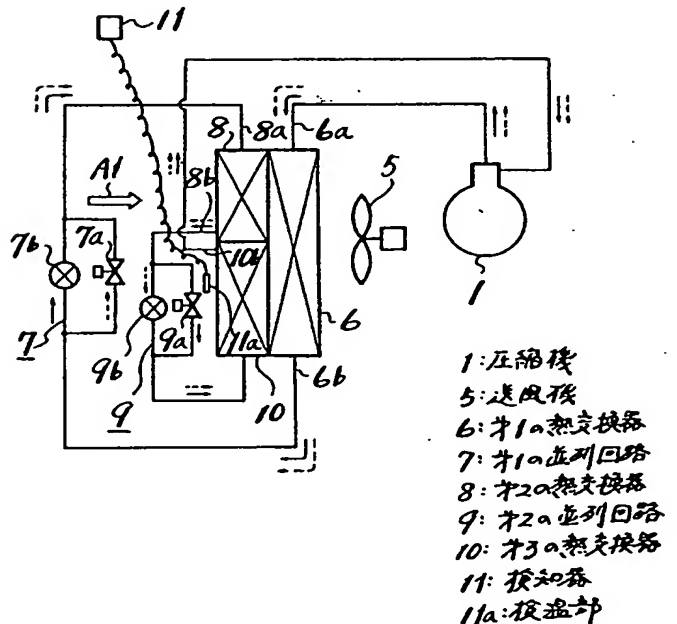 11
8
8a
6a
5
A1
8b
7b
7a
10b
1
9b
9a
11a
6
7
9
10
6b
1:圧縮機
5:送風機
6:オ1の熱交換器
7:オ1の並列回路
8:オ2の熱交換器
9:オ2の並列回路
10:オ3の熱交換器
11:検知器
11a:検温部